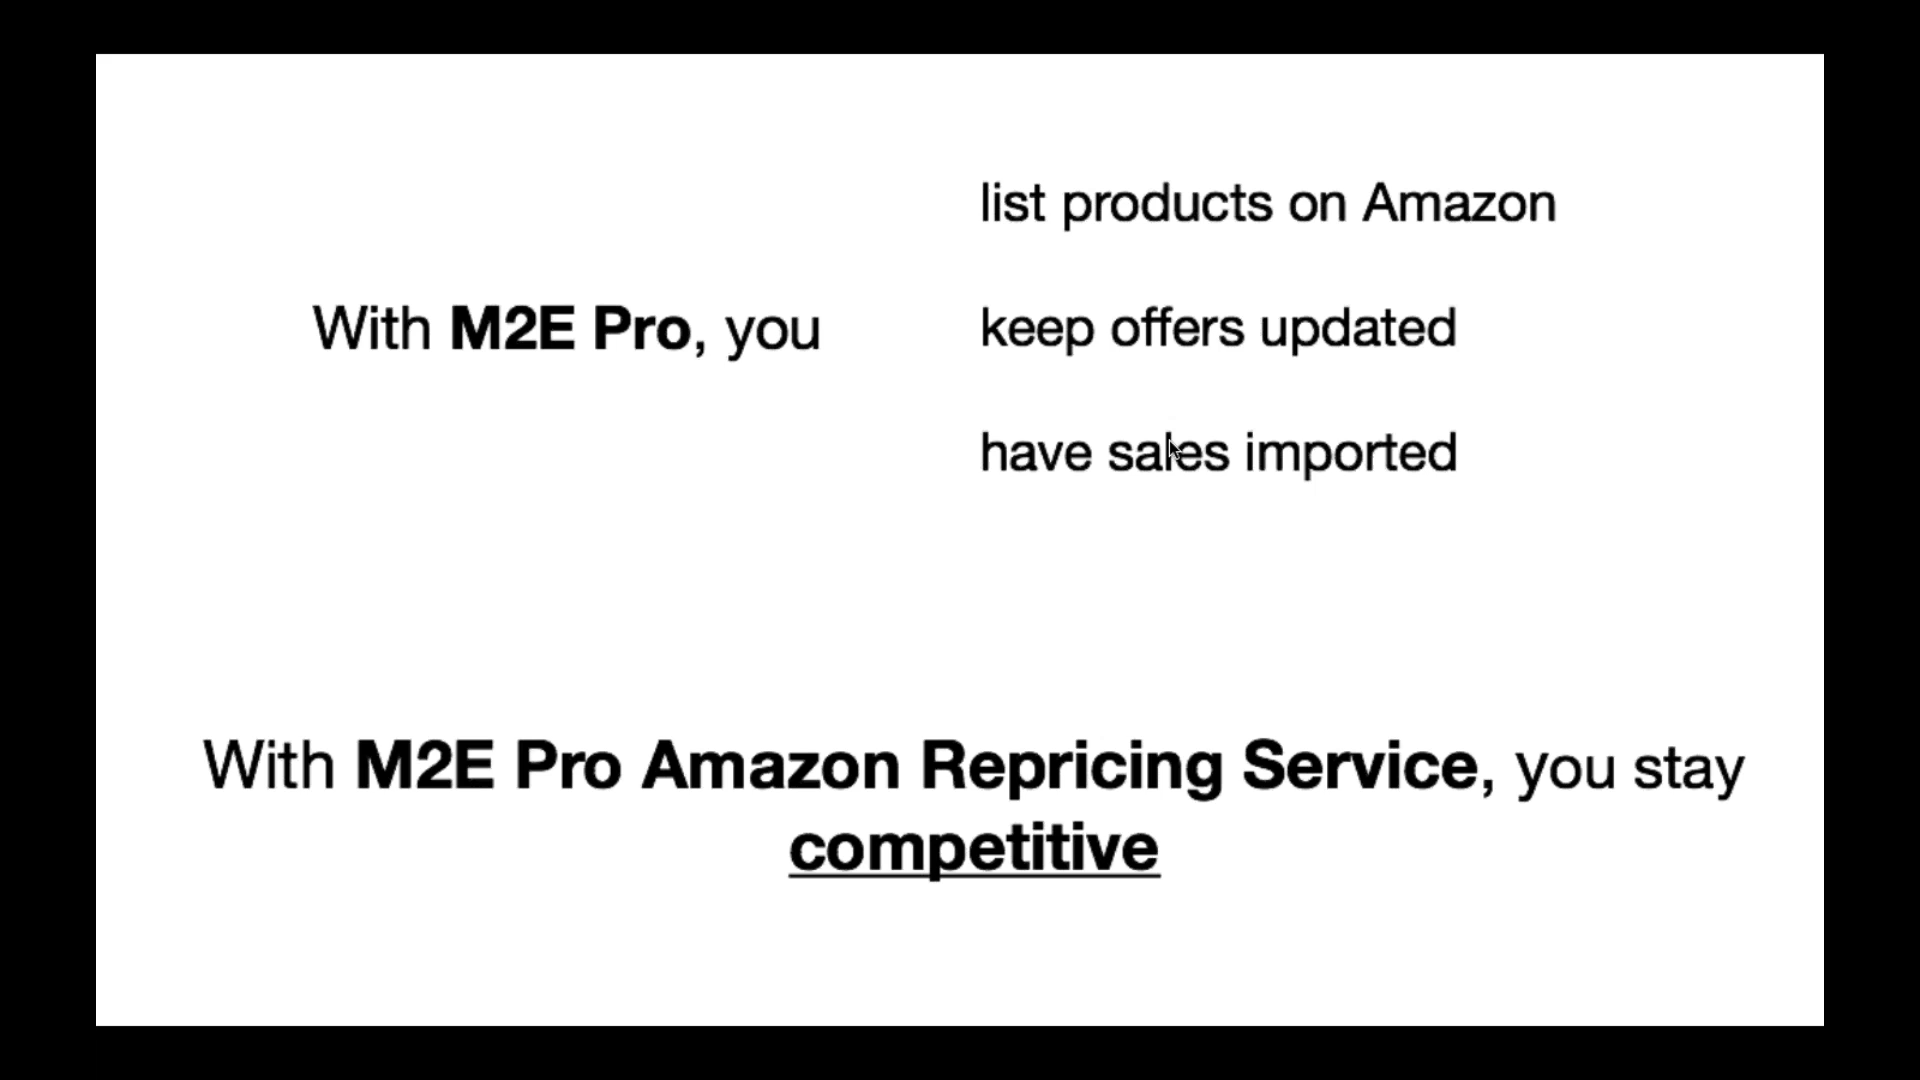 list products on Amazon
With M2E Pro, you
keep offers updated
have sales imported
With M2E Pro Amazon Repricing Service, you stay
competitive